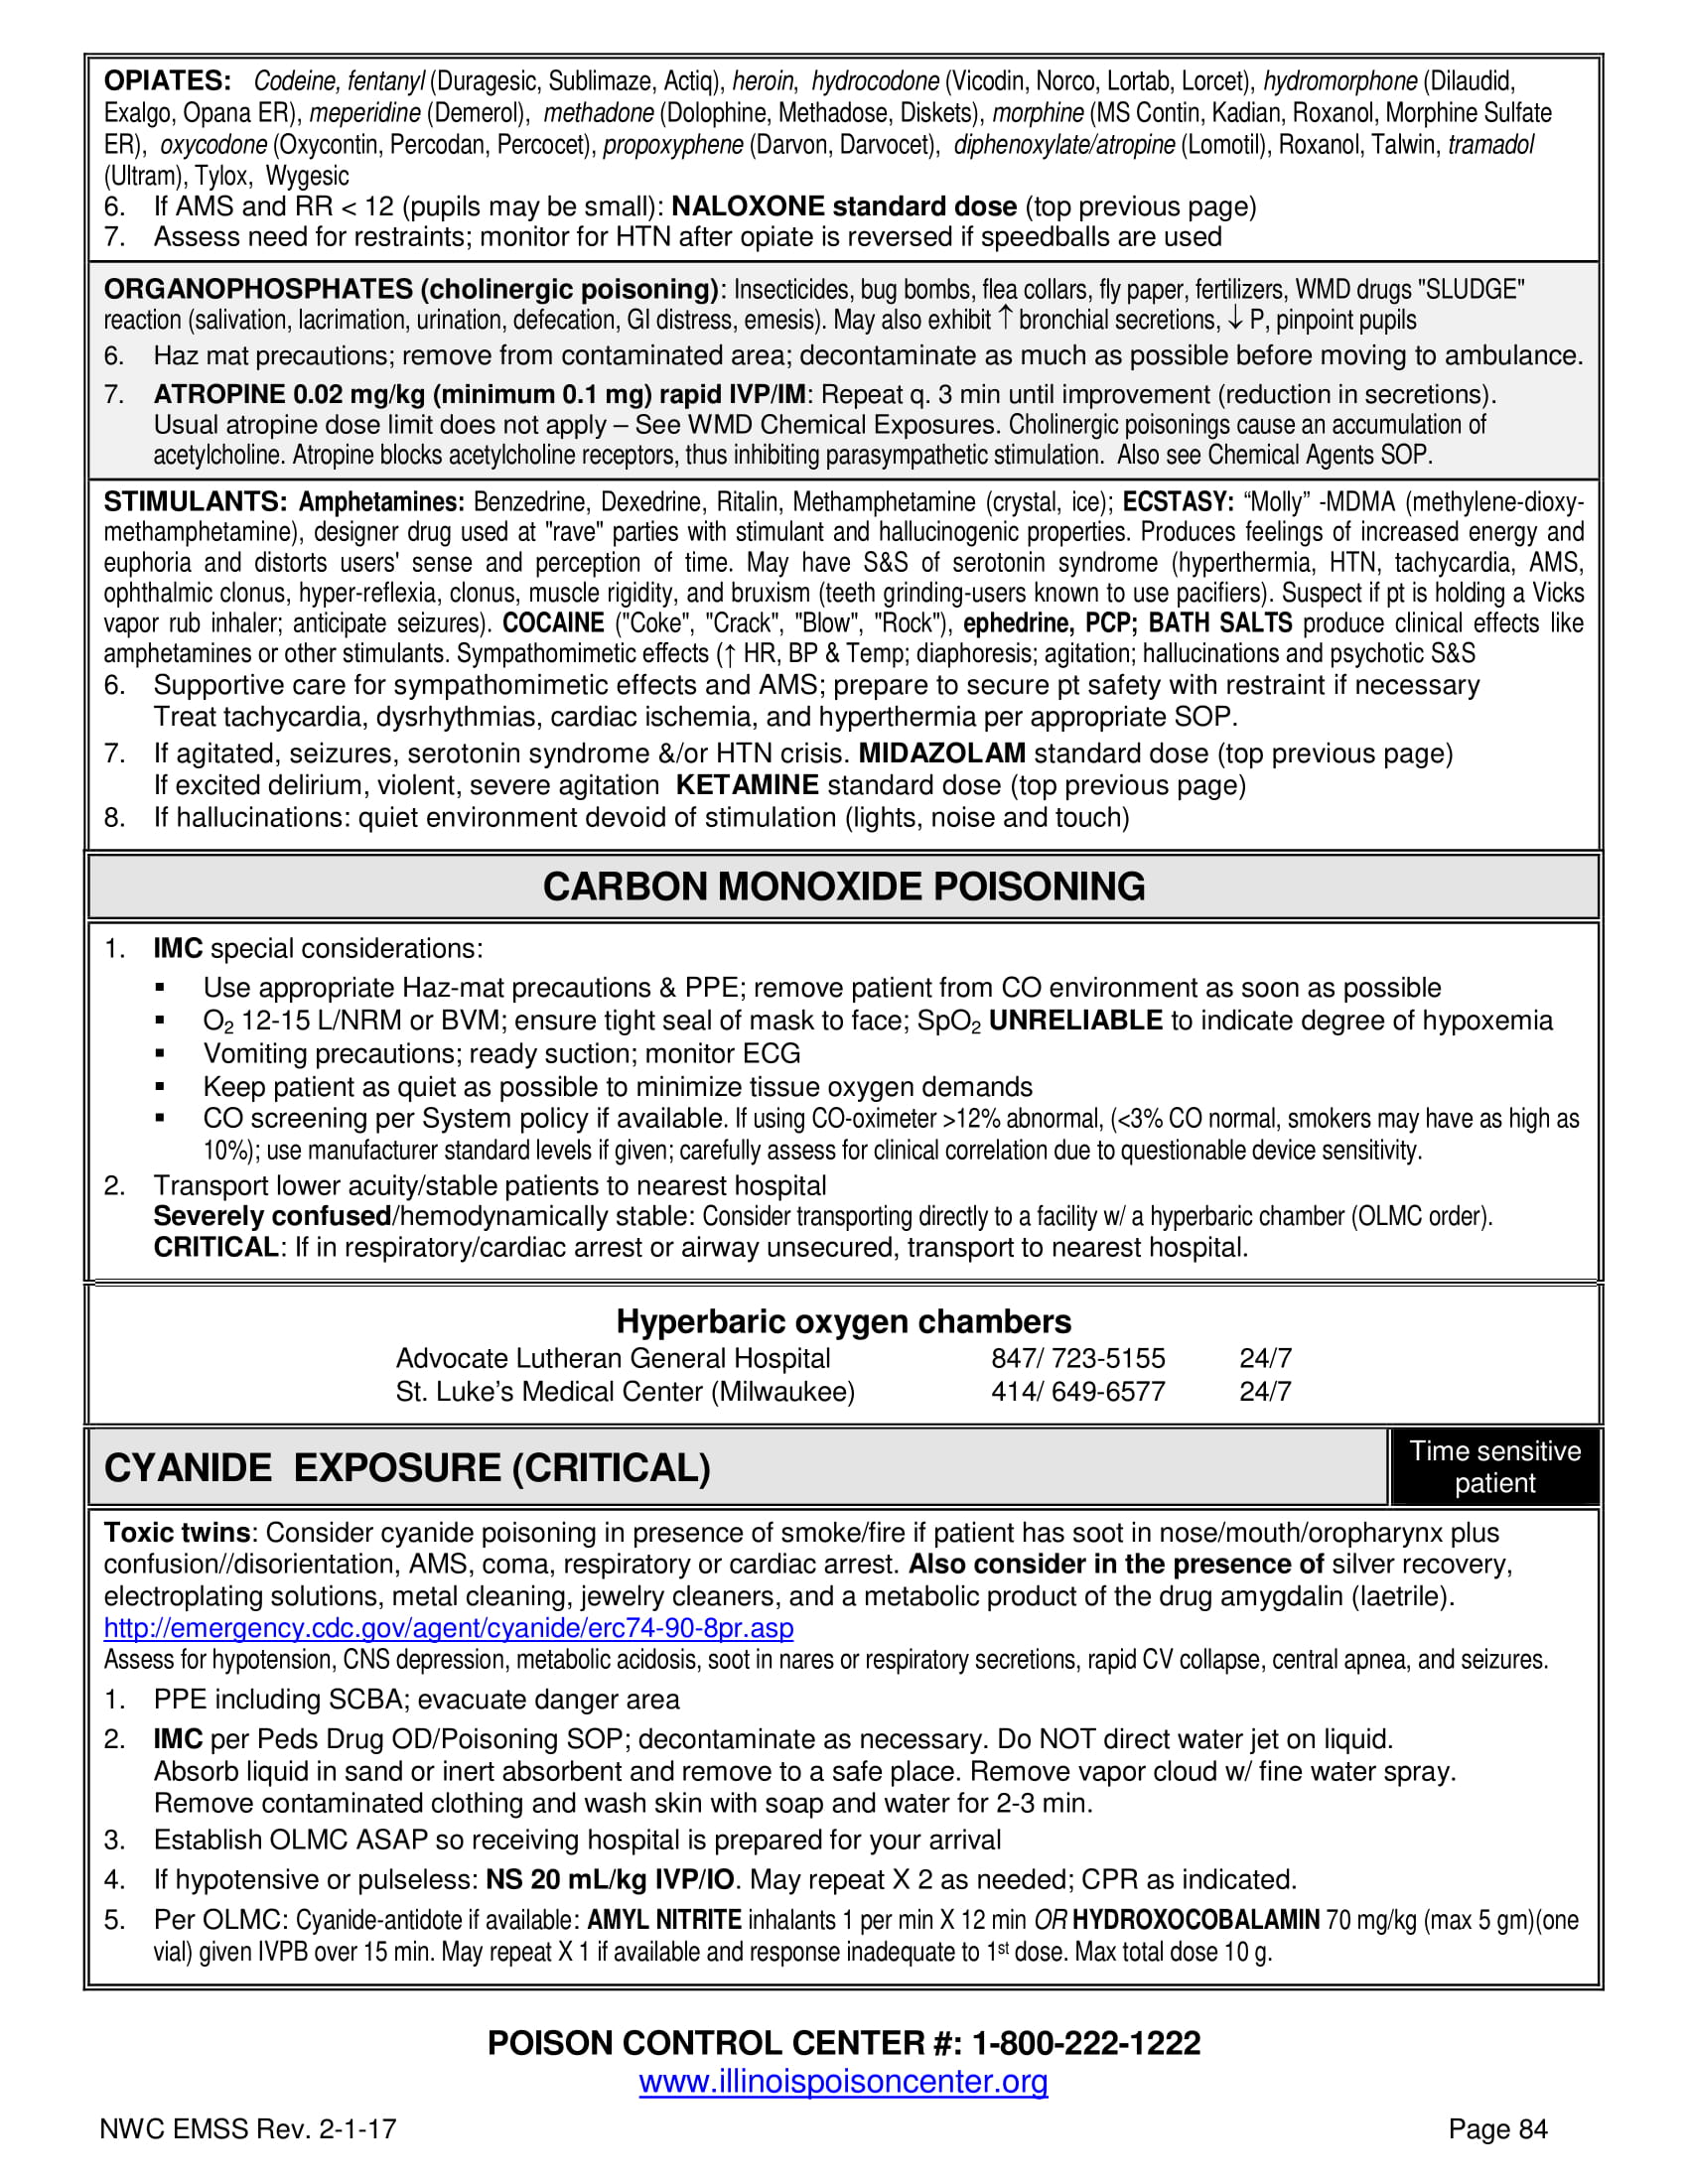 OPIATES: Codeine, fentanyl (Duragesic, Sublimaze, Actiq), heroin, hydrocodone (Vicodin, Norco, Lortab, Lorcet), hydromorphone (Dilaudid,
Exalgo, Opana ER), meperidine (Demerol), methadone (Dolophine, Methadose, Diskets), morphine (MS Contin, Kadian, Roxanol, Morphine Sulfate
ER), oxycodone (Oxycontin, Percodan, Percocet), propoxyphene (Darvon, Darvocet), diphenoxylate/atropine (Lomotil), Roxanol, Talwin, tramadol
(Ultram), Tylox, Wygesic
6. If AMS and RR < 12 (pupils may be small): NALOXONE standard dose (top previous page)
7. Assess need for restraints; monitor for HTN after opiate is reversed if speedballs are used
ORGANOPHOSPHATES (cholinergic poisoning): Insecticides, bug bombs, flea collars, fly paper, fertilizers, WMD drugs "SLUDGE"
reaction (salivation, lacrimation, urination, defecation, GI distress, emesis). May also exhibit ↑ bronchial secretions, ↓ P, pinpoint pupils
6. Haz mat precautions; remove from contaminated area; decontaminate as much as possible before moving to ambulance.
7. ATROPINE 0.02 mg/kg (minimum 0.1 mg) rapid IVP/IM: Repeat q. 3 min until improvement (reduction in secretions).
Usual atropine dose limit does not apply – See WMD Chemical Exposures. Cholinergic poisonings cause an accumulation of
acetylcholine. Atropine blocks acetylcholine receptors, thus inhibiting parasympathetic stimulation. Also see Chemical Agents SOP.
STIMULANTS: Amphetamines: Benzedrine, Dexedrine, Ritalin, Methamphetamine (crystal, ice); ECSTASY: “Molly” -MDMA (methylene-dioxy-
methamphetamine), designer drug used at "rave" parties with stimulant and hallucinogenic properties. Produces feelings of increased energy and
euphoria and distorts users' sense and perception of time. May have S&S of serotonin syndrome (hyperthermia, HTN, tachycardia, AMS,
ophthalmic clonus, hyper-reflexia, clonus, muscle rigidity, and bruxism (teeth grinding-users known to use pacifiers). Suspect if pt is holding a Vicks
vapor rub inhaler; anticipate seizures). COCAINE ("Coke", "Crack", "Blow", "Rock"), ephedrine, PCP; BATH SALTS produce clinical effects like
amphetamines or other stimulants. Sympathomimetic effects (↑ HR, BP & Temp; diaphoresis; agitation; hallucinations and psychotic S&S
6. Supportive care for sympathomimetic effects and AMS; prepare to secure pt safety with restraint if necessary
Treat tachycardia, dysrhythmias, cardiac ischemia, and hyperthermia per appropriate SOP.
7. If agitated, seizures, serotonin syndrome &/or HTN crisis. MIDAZOLAM standard dose (top previous page)
If excited delirium, violent, severe agitation KETAMINE standard dose (top previous page)
8. If hallucinations: quiet environment devoid of stimulation (lights, noise and touch)
CARBON MONOXIDE POISONING
1. IMC special considerations:
▪ Use appropriate Haz-mat precautions & PPE; remove patient from CO environment as soon as possible
▪ O2 12-15 L/NRM or BVM; ensure tight seal of mask to face; SpO2 UNRELIABLE to indicate degree of hypoxemia
▪ Vomiting precautions; ready suction; monitor ECG
▪ Keep patient as quiet as possible to minimize tissue oxygen demands
▪ CO screening per System policy if available. If using CO-oximeter >12% abnormal, (<3% CO normal, smokers may have as high as
10%); use manufacturer standard levels if given; carefully assess for clinical correlation due to questionable device sensitivity.
2. Transport lower acuity/stable patients to nearest hospital
Severely confused/hemodynamically stable: Consider transporting directly to a facility w/ a hyperbaric chamber (OLMC order).
CRITICAL: If in respiratory/cardiac arrest or airway unsecured, transport to nearest hospital.
Hyperbaric oxygen chambers
Advocate Lutheran General Hospital 847/ 723-5155 24/7
St. Luke’s Medical Center (Milwaukee) 414/ 649-6577 24/7
CYANIDE EXPOSURE (CRITICAL)
Time sensitive
patient
Toxic twins: Consider cyanide poisoning in presence of smoke/fire if patient has soot in nose/mouth/oropharynx plus
confusion//disorientation, AMS, coma, respiratory or cardiac arrest. Also consider in the presence of silver recovery,
electroplating solutions, metal cleaning, jewelry cleaners, and a metabolic product of the drug amygdalin (laetrile).
http://emergency.cdc.gov/agent/cyanide/erc74-90-8pr.asp
Assess for hypotension, CNS depression, metabolic acidosis, soot in nares or respiratory secretions, rapid CV collapse, central apnea, and seizures.
1. PPE including SCBA; evacuate danger area
2. IMC per Peds Drug OD/Poisoning SOP; decontaminate as necessary. Do NOT direct water jet on liquid.
Absorb liquid in sand or inert absorbent and remove to a safe place. Remove vapor cloud w/ fine water spray.
Remove contaminated clothing and wash skin with soap and water for 2-3 min.
3. Establish OLMC ASAP so receiving hospital is prepared for your arrival
4. If hypotensive or pulseless: NS 20 mL/kg IVP/IO. May repeat X 2 as needed; CPR as indicated.
5. Per OLMC: Cyanide-antidote if available: AMYL NITRITE inhalants 1 per min X 12 min OR HYDROXOCOBALAMIN 70 mg/kg (max 5 gm)(one
vial) given IVPB over 15 min. May repeat X 1 if available and response inadequate to 1st dose. Max total dose 10 g.
POISON CONTROL CENTER #: 1-800-222-1222
www.illinoispoisoncenter.org
NWC EMSS Rev. 2-1-17
Page 84